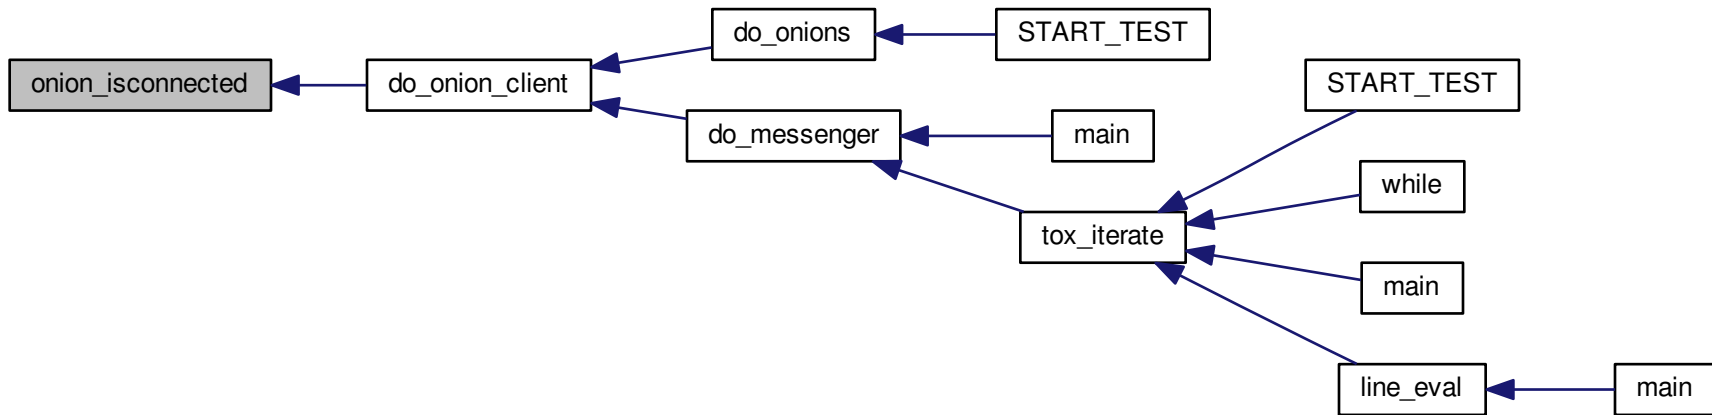 do_onions
START_TEST
onion_isconnected
do_onion_client
START_TEST
do_messenger
main
while
tox_iterate
main
line_eval
main